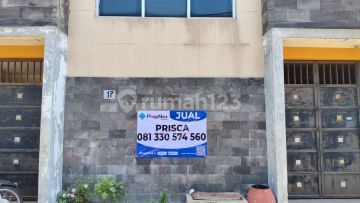 17
rumah123
PropNex
JUAL
PRISCA
081 330 574 560